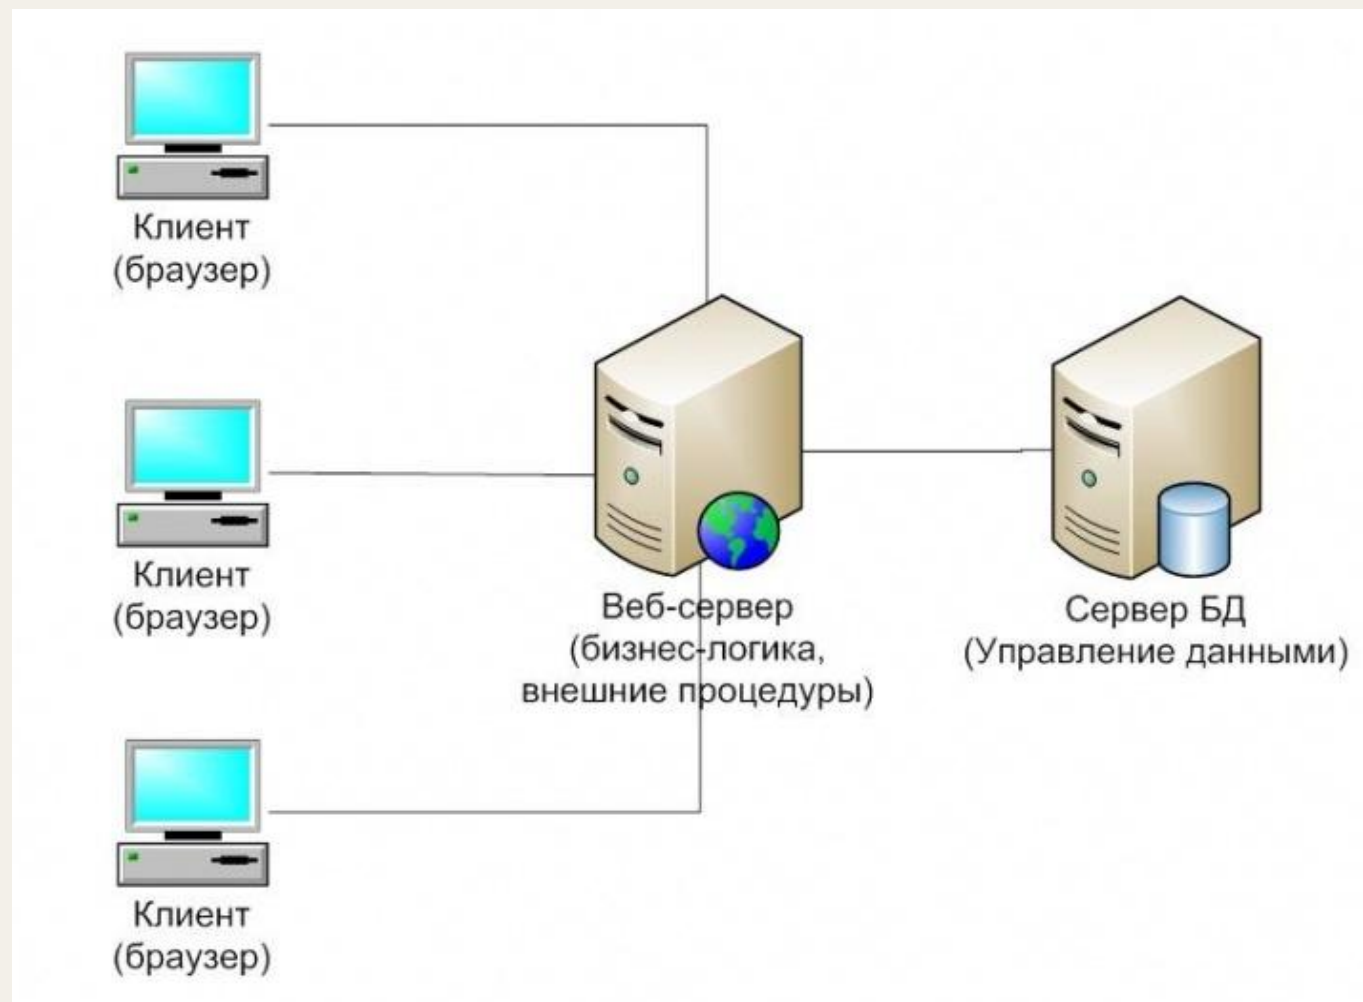 Клиент
(браузер)
Клиент
(браузер)
Веб-сервер
(бизнес-логика,
внешние процедуры)
Сервер БД
(Управление данными)
Клиент
(браузер)